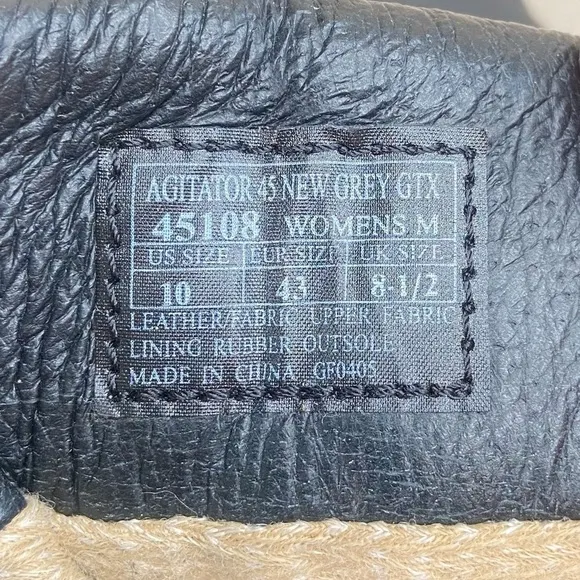 AGITATOR 45 NEW GREY GTX
45108 WOMENS M
US SIZE EUR SIZE UK SIZE
10 43 8-1/2
LEATHER/FABRIC UPPER FABRIC
LINING RUBBER OUTSOLE
MADE IN CHINA GF0405